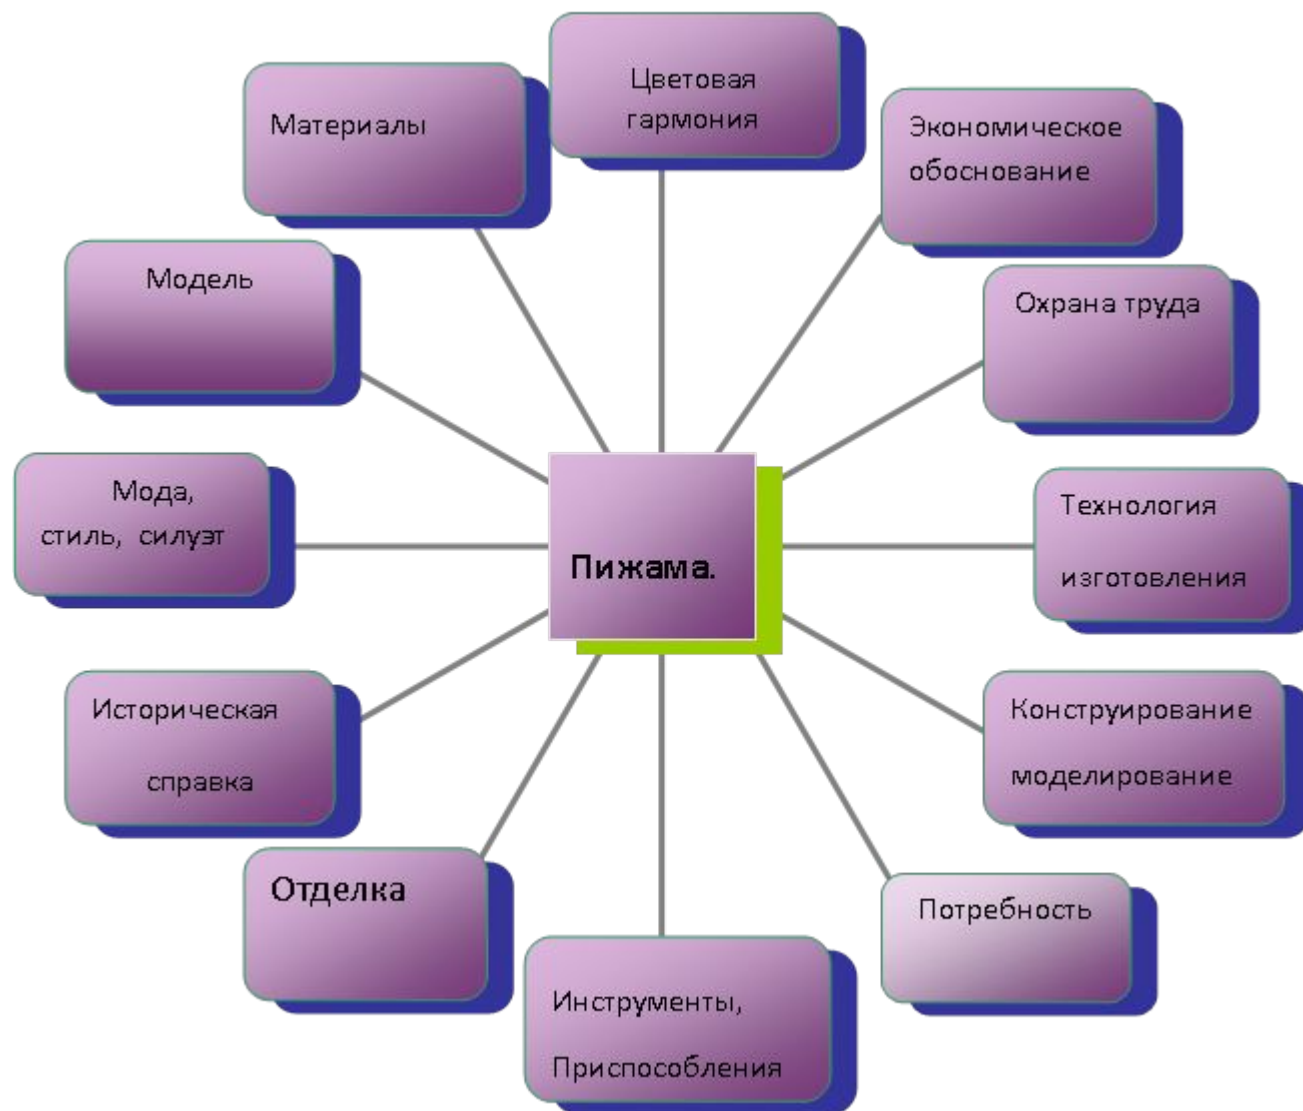 Цветовая
гармония
Материалы
Экономическое
обоснование
Модель
Охрана труда
Мода,
стиль, силуэт
Пижама.
Технология
изготовления
Историческая
справка
Конструирование
моделирование
Отделка
Потребность
Инструменты,
Приспособления